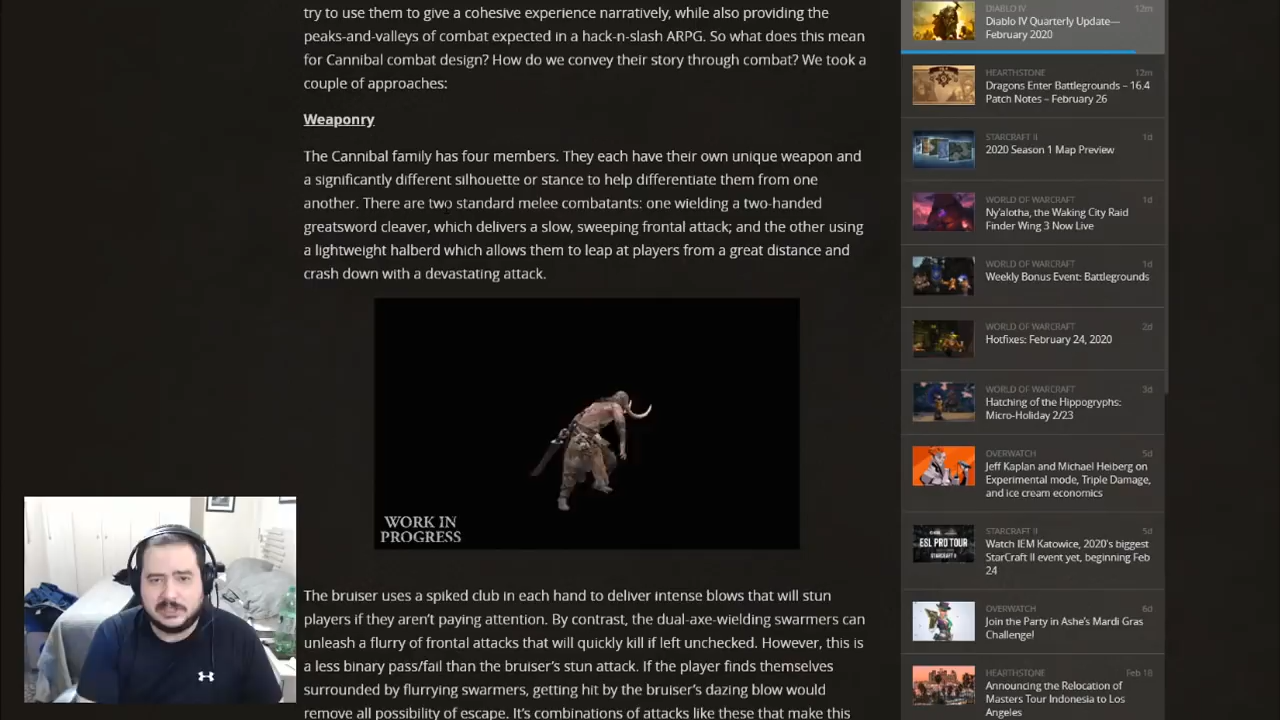 try to use them to give a cohesive experience narratively, while also providing the
peaks-and-valleys of combat expected in a hack-n-slash ARPG. So what does this mean
for Cannibal combat design? How do we convey their story through combat? We took a
couple of approaches:
Weaponry
The Cannibal family has four members. They each have their own unique weapon and
a significantly different silhouette or stance to help differentiate them from one
another. There are two standard melee combatants: one wielding a two-handed
greatsword cleaver, which delivers a slow, sweeping frontal attack; and the other using
a lightweight halberd which allows them to leap at players from a great distance and
crash down with a devastating attack.
WORK IN
PROGRESS
The bruiser uses a spiked club in each hand to deliver intense blows that will stun
players if they aren't paying attention. By contrast, the dual-axe-wielding swarmers can
unleash a flurry of frontal attacks that will quickly kill if left unchecked. However, this is
a less binary pass/fail than the bruiser's stun attack. If the player finds themselves
surrounded by flurrying swarmers, getting hit by the bruiser's dazing blow would
remove all possibility of escape. It's combinations of attacks like these that make this
DIABLO IV 12m
Diablo IV Quarterly Update—
February 2020
HEARTHSTONE 12m
Dragons Enter Battlegrounds – 16.4
Patch Notes – February 26
STARCRAFT II 1d
2020 Season 1 Map Preview
WORLD OF WARCRAFT 1d
Ny'alotha, the Waking City Raid
Finder Wing 3 Now Live
WORLD OF WARCRAFT 1d
Weekly Bonus Event: Battlegrounds
WORLD OF WARCRAFT 2d
Hotfixes: February 24, 2020
WORLD OF WARCRAFT 3d
Hatching of the Hippogryphs:
Micro-Holiday 2/23
OVERWATCH 5d
Jeff Kaplan and Michael Heiberg on
Experimental mode, Triple Damage,
and ice cream economics
ESL PRO TOUR
STARCRAFT II 5d
Watch IEM Katowice, 2020's biggest
StarCraft II event yet, beginning Feb
24
OVERWATCH 6d
Join the Party in Ashe's Mardi Gras
Challenge!
HEARTHSTONE Feb 18
Announcing the Relocation of
Masters Tour Indonesia to Los
Angeles